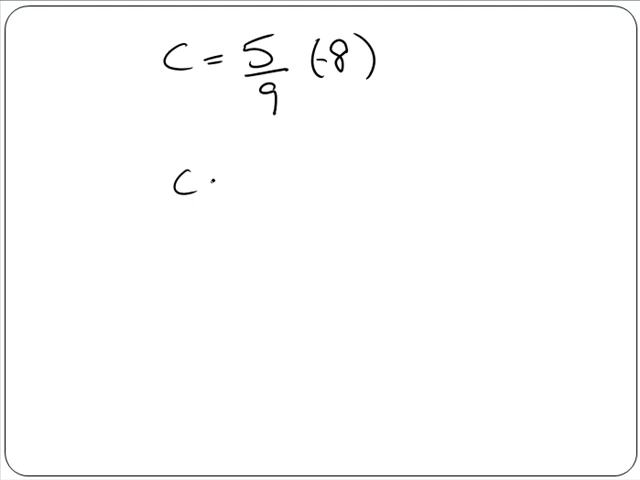 C = 5/9 (-8)
C ·